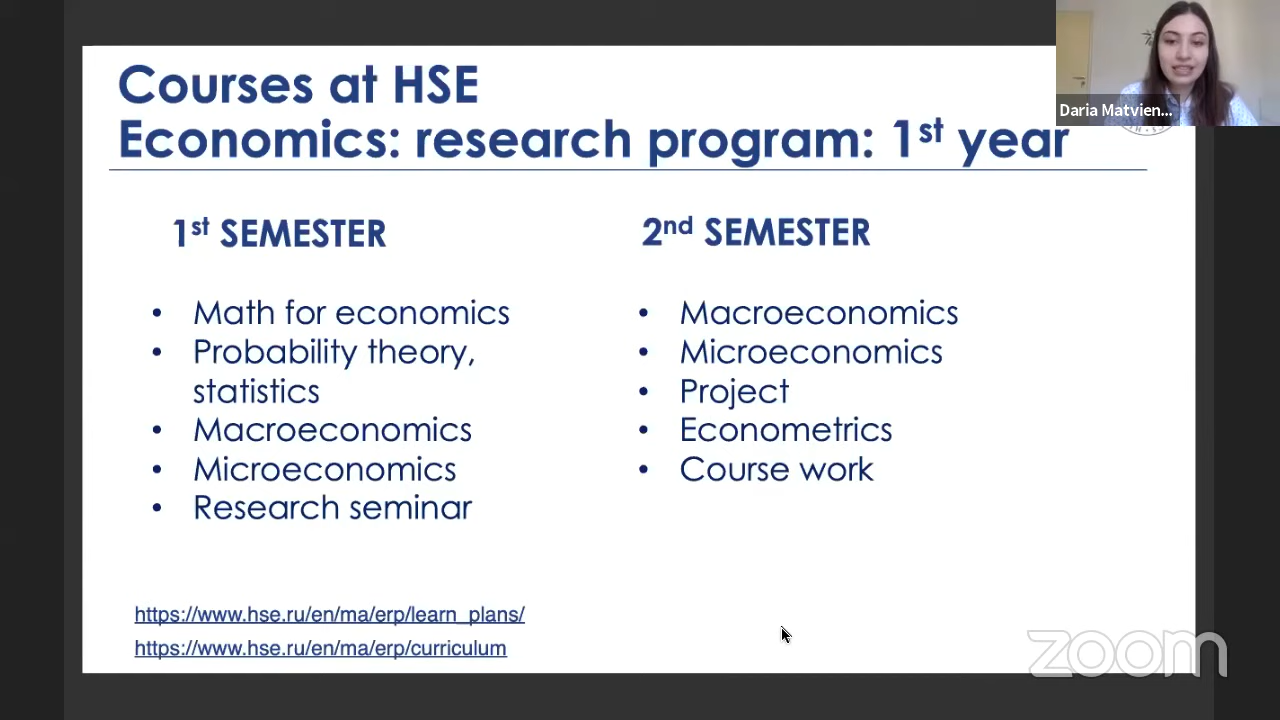 Courses at HSE
Economics: research program: 1st year
Daria Matvien...
1st SEMESTER
• Math for economics
• Probability theory,
statistics
• Macroeconomics
• Microeconomics
• Research seminar
2nd SEMESTER
• Macroeconomics
• Microeconomics
• Project
• Econometrics
• Course work
https://www.hse.ru/en/ma/erp/learn_plans/
https://www.hse.ru/en/ma/erp/curriculum
zoom